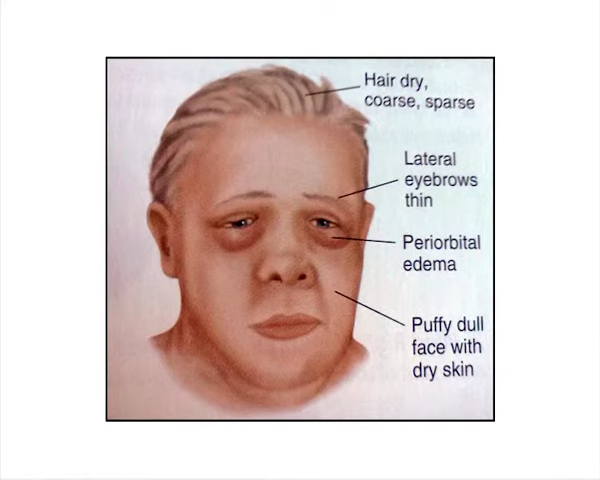 Hair dry,
coarse, sparse
Lateral
eyebrows
thin
Periorbital
edema
Puffy dull
face with
dry skin